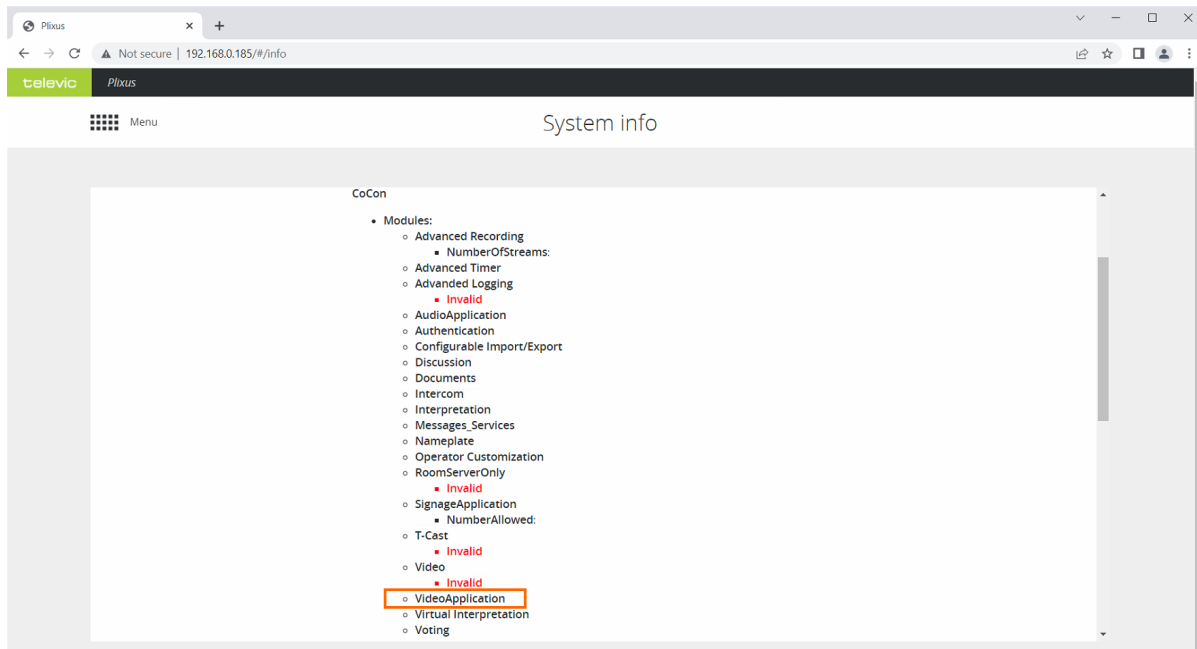 Plixus
Not secure | 192.168.0.185/#/info
televic Plixus
Menu
System info
CoCon
Modules:
Advanced Recording
NumberOfStreams:
Advanced Timer
Advanded Logging
Invalid
AudioApplication
Authentication
Configurable Import/Export
Discussion
Documents
Intercom
Interpretation
Messages_Services
Nameplate
Operator Customization
RoomServerOnly
Invalid
SignageApplication
NumberAllowed:
T-Cast
Invalid
Video
Invalid
VideoApplication
Virtual Interpretation
Voting